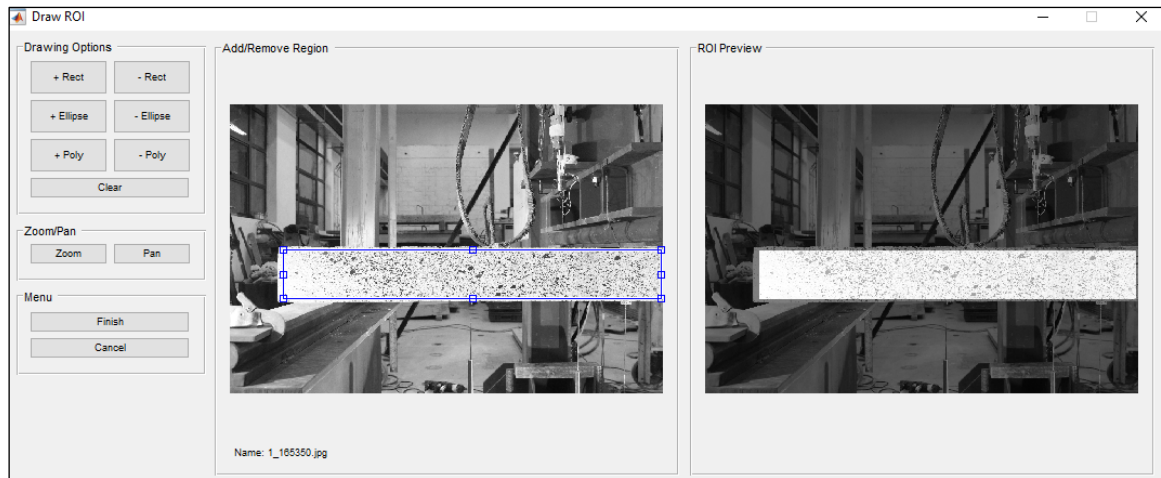 Draw ROI
Drawing Options
+ Rect
- Rect
+ Ellipse
- Ellipse
+ Poly
- Poly
Clear
Zoom/Pan
Zoom
Pan
Menu
Finish
Cancel
Add/Remove Region
Name: 1_165350.jpg
ROI Preview